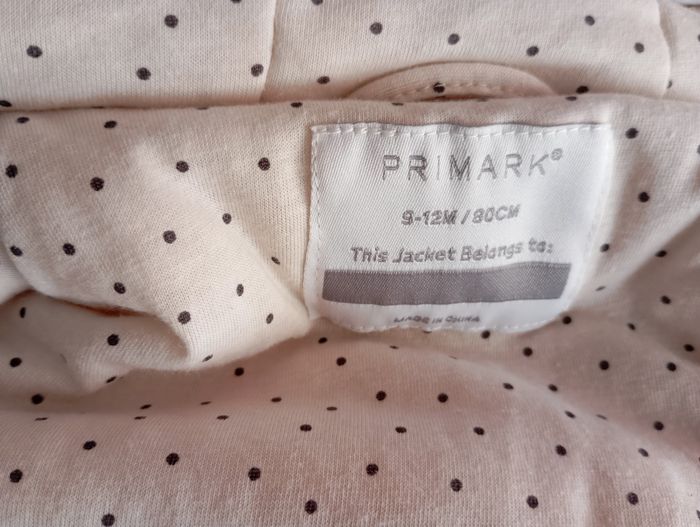 PRIMARK®
9-12M / 80CM
This Jacket Belongs to:
MADE IN CHINA